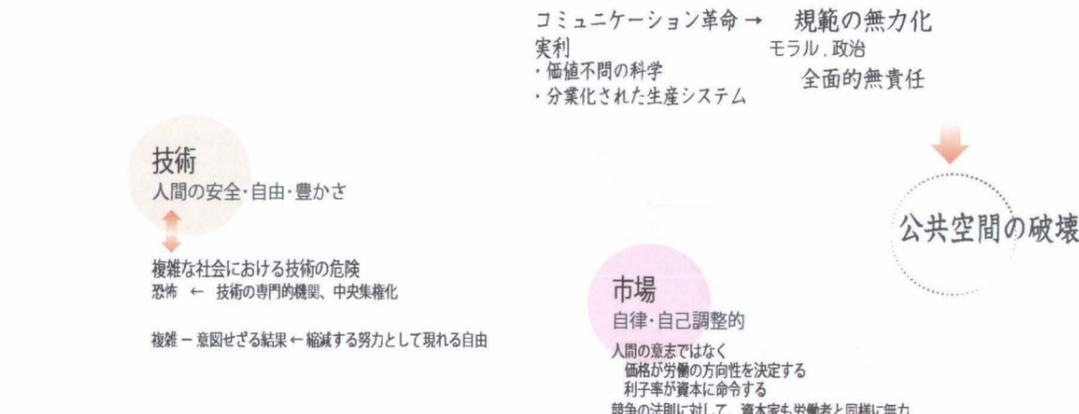 コミュニケーション革命 → 規範の無力化
実利 モラル．政治
・価値不問の科学 全面的無責任
・分業化された生産システム
技術
人間の安全・自由・豊かさ
公共空間の破壊
複雑な社会における技術の危険
恐怖 ← 技術の専門的機関、中央集権化
複雑 － 意図せざる結果 ← 縮減する努力として現れる自由
市場
自律・自己調整的
人間の意志ではなく
価格が労働の方向性を決定する
利子率が資本に命令する
競争の法則に対して、資本家も労働者と同様に無力